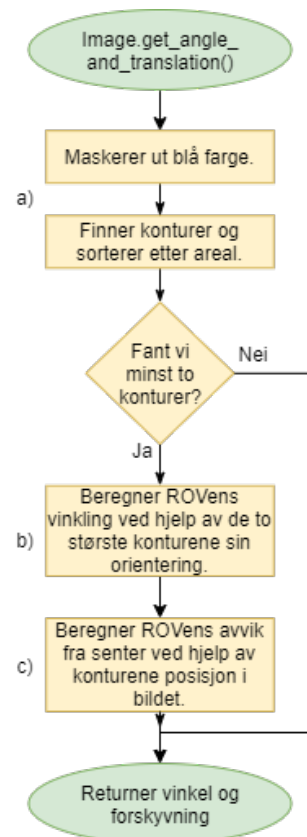 Image.get_angle_
and_translation()
Maskerer ut blå farge.
a)
Finner konturer og
sorterer etter areal.
Fant vi
minst to
konturer?
Nei
Ja
b)
Beregner ROVens
vinkling ved hjelp av de to
største konturene sin
orientering.
c)
Beregner ROVens avvik
fra senter ved hjelp av
konturene posisjon i
bildet.
Returner vinkel og
forskyvning